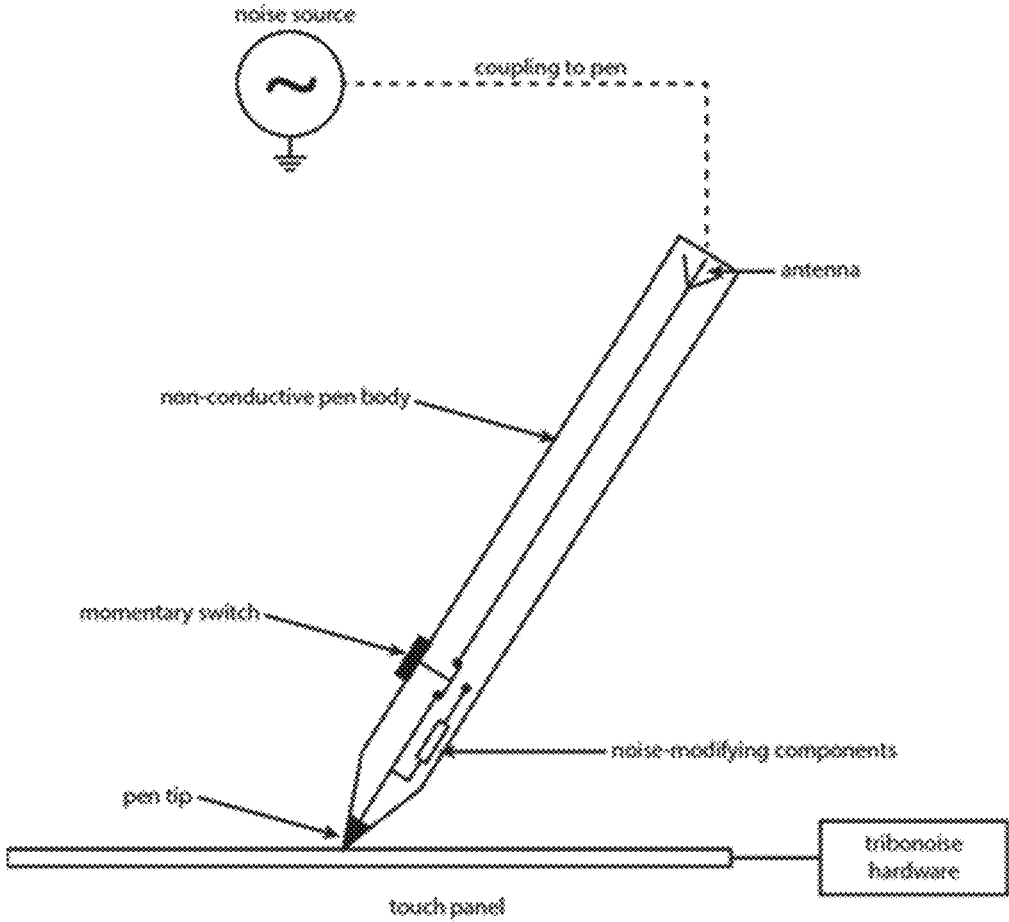 noise source
coupling to pen
antenna
non-conductive pen body
momentary switch
noise-modifying components
pen tip
tribonoise
hardware
touch panel